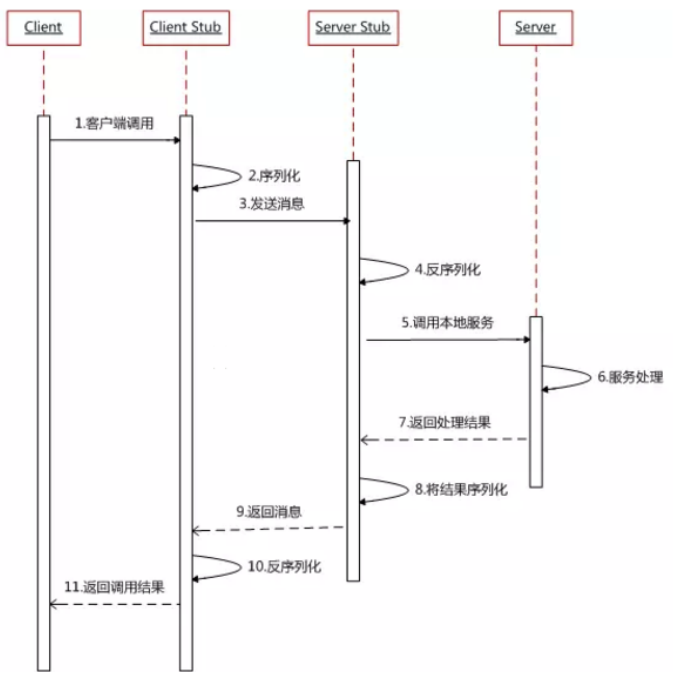 Client
Client Stub
Server Stub
Server
1.客户端调用
2.序列化
3.发送消息
4.反序列化
5.调用本地服务
6.服务处理
7.返回处理结果
8.将结果序列化
9.返回消息
10.反序列化
11.返回调用结果